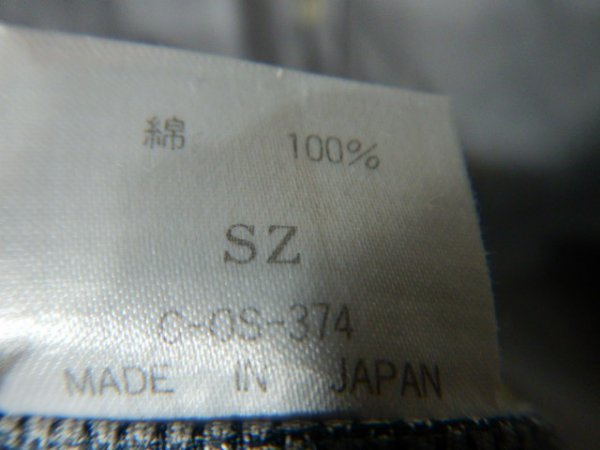 綿 100%
SZ
C-OS-374
MADE IN JAPAN